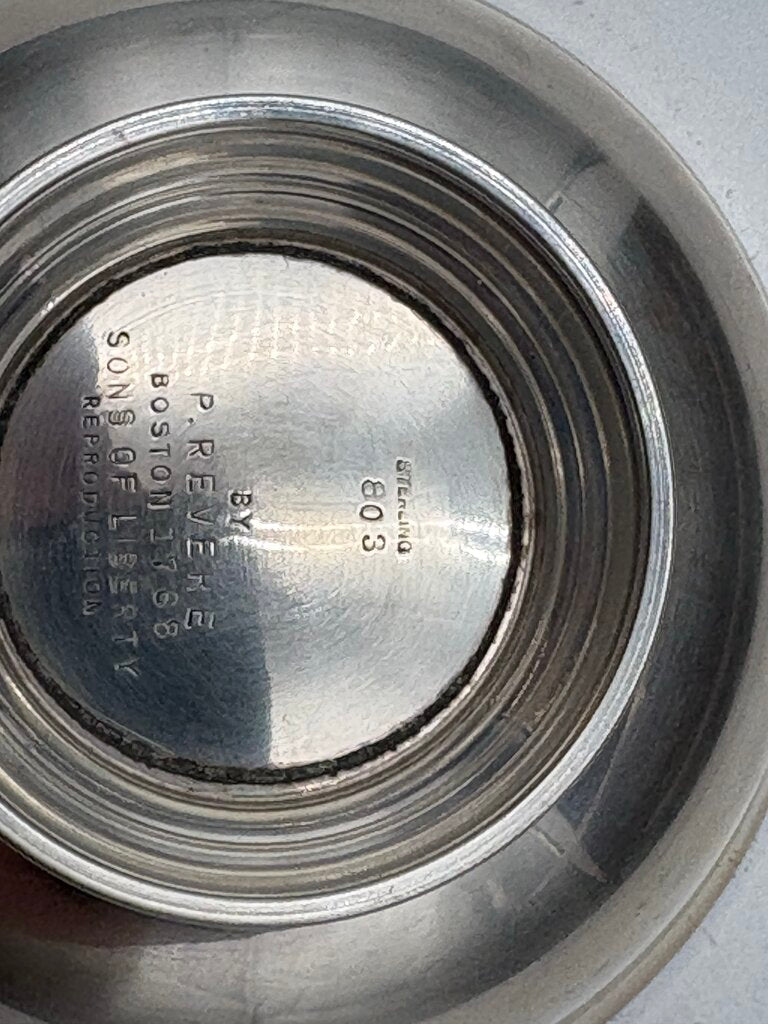 STERLING
803
BY
P. REVERE
BOSTON 1768
SONS OF LIBERTY
REPRODUCTION